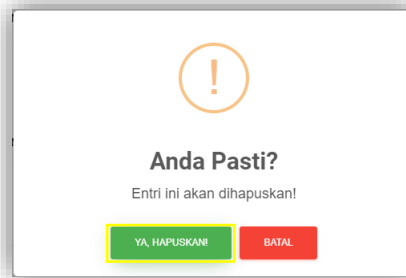 !
Anda Pasti?
Entri ini akan dihapuskan!
YA, HAPUSKAN! BATAL